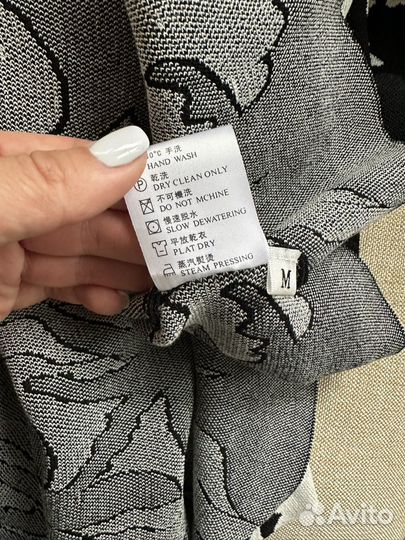 0°C 手洗
HAND WASH
P 乾洗
DRY CLEAN ONLY
不可機洗
DO NOT MCHINE
慢速脱水
SLOW DEWATERING
平放乾衣
PLAT DRY
蒸汽熨燙
STEAM PRESSING
M
Avito